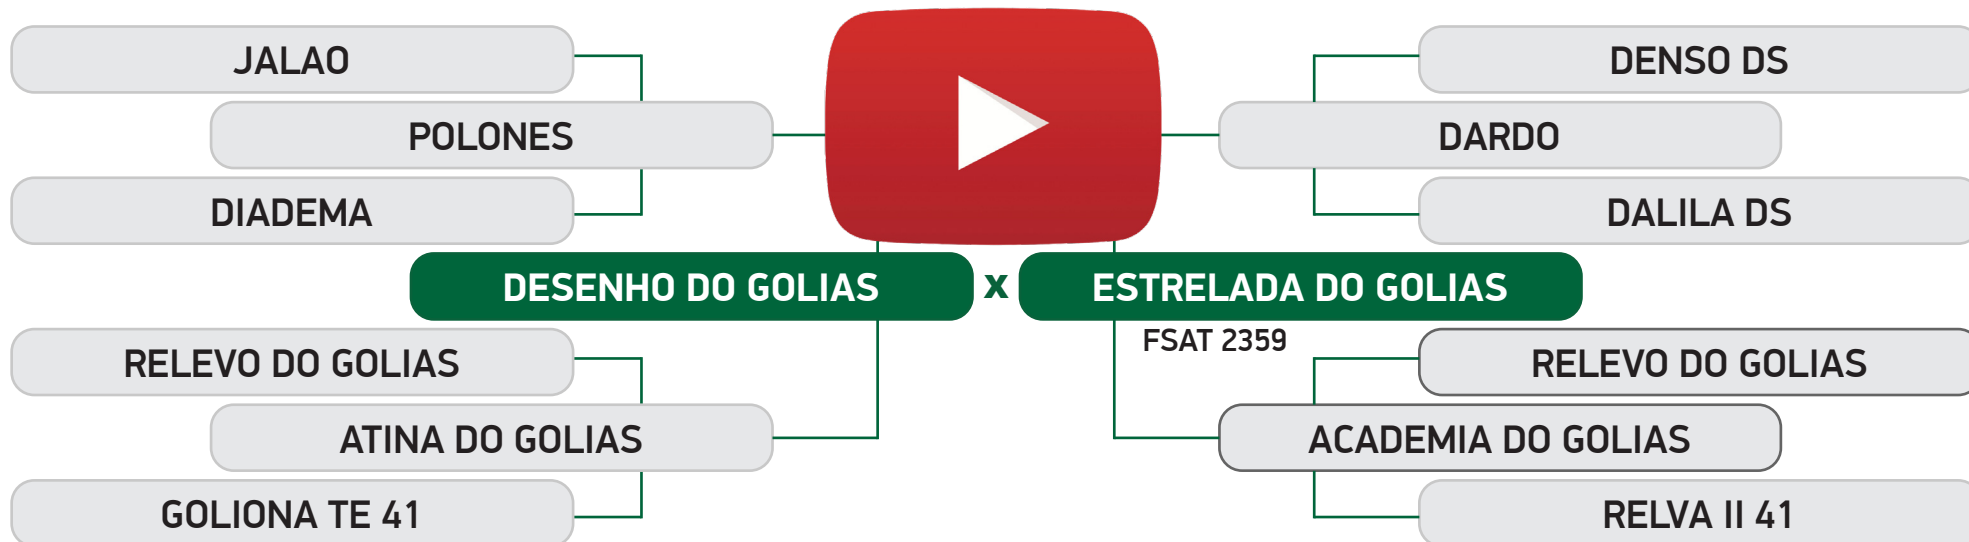 JALAO
DENSO DS
POLONES
DARDO
DIADEMA
DALILA DS
DESENHO DO GOLIAS x ESTRELADA DO GOLIAS
FSAT 2359
RELEVO DO GOLIAS
RELEVO DO GOLIAS
ATINA DO GOLIAS
ACADEMIA DO GOLIAS
GOLIONA TE 41
RELVA II 41